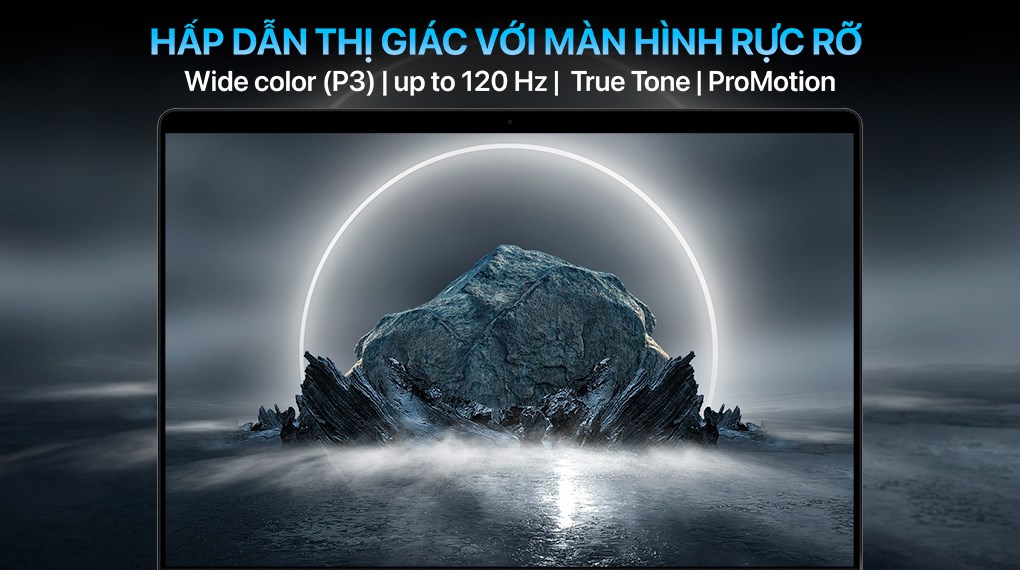 HẤP DẪN THỊ GIÁC VỚI MÀN HÌNH RỰC RỠ
Wide color (P3) | up to 120 Hz | True Tone | ProMotion